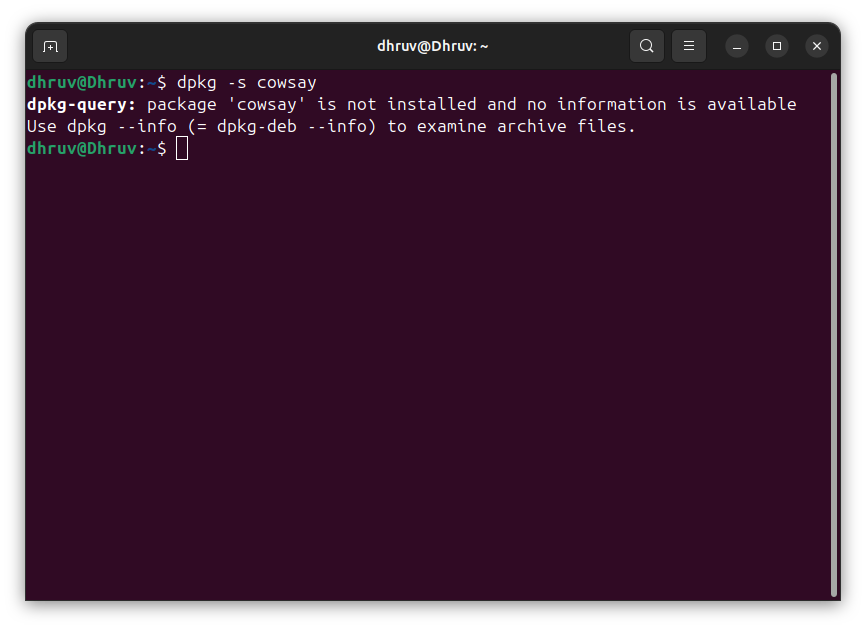 dhruv@Dhruv: ~
dhruv@Dhruv:~$ dpkg -s cowsay
dpkg-query: package 'cowsay' is not installed and no information is available
Use dpkg --info (= dpkg-deb --info) to examine archive files.
dhruv@Dhruv:~$